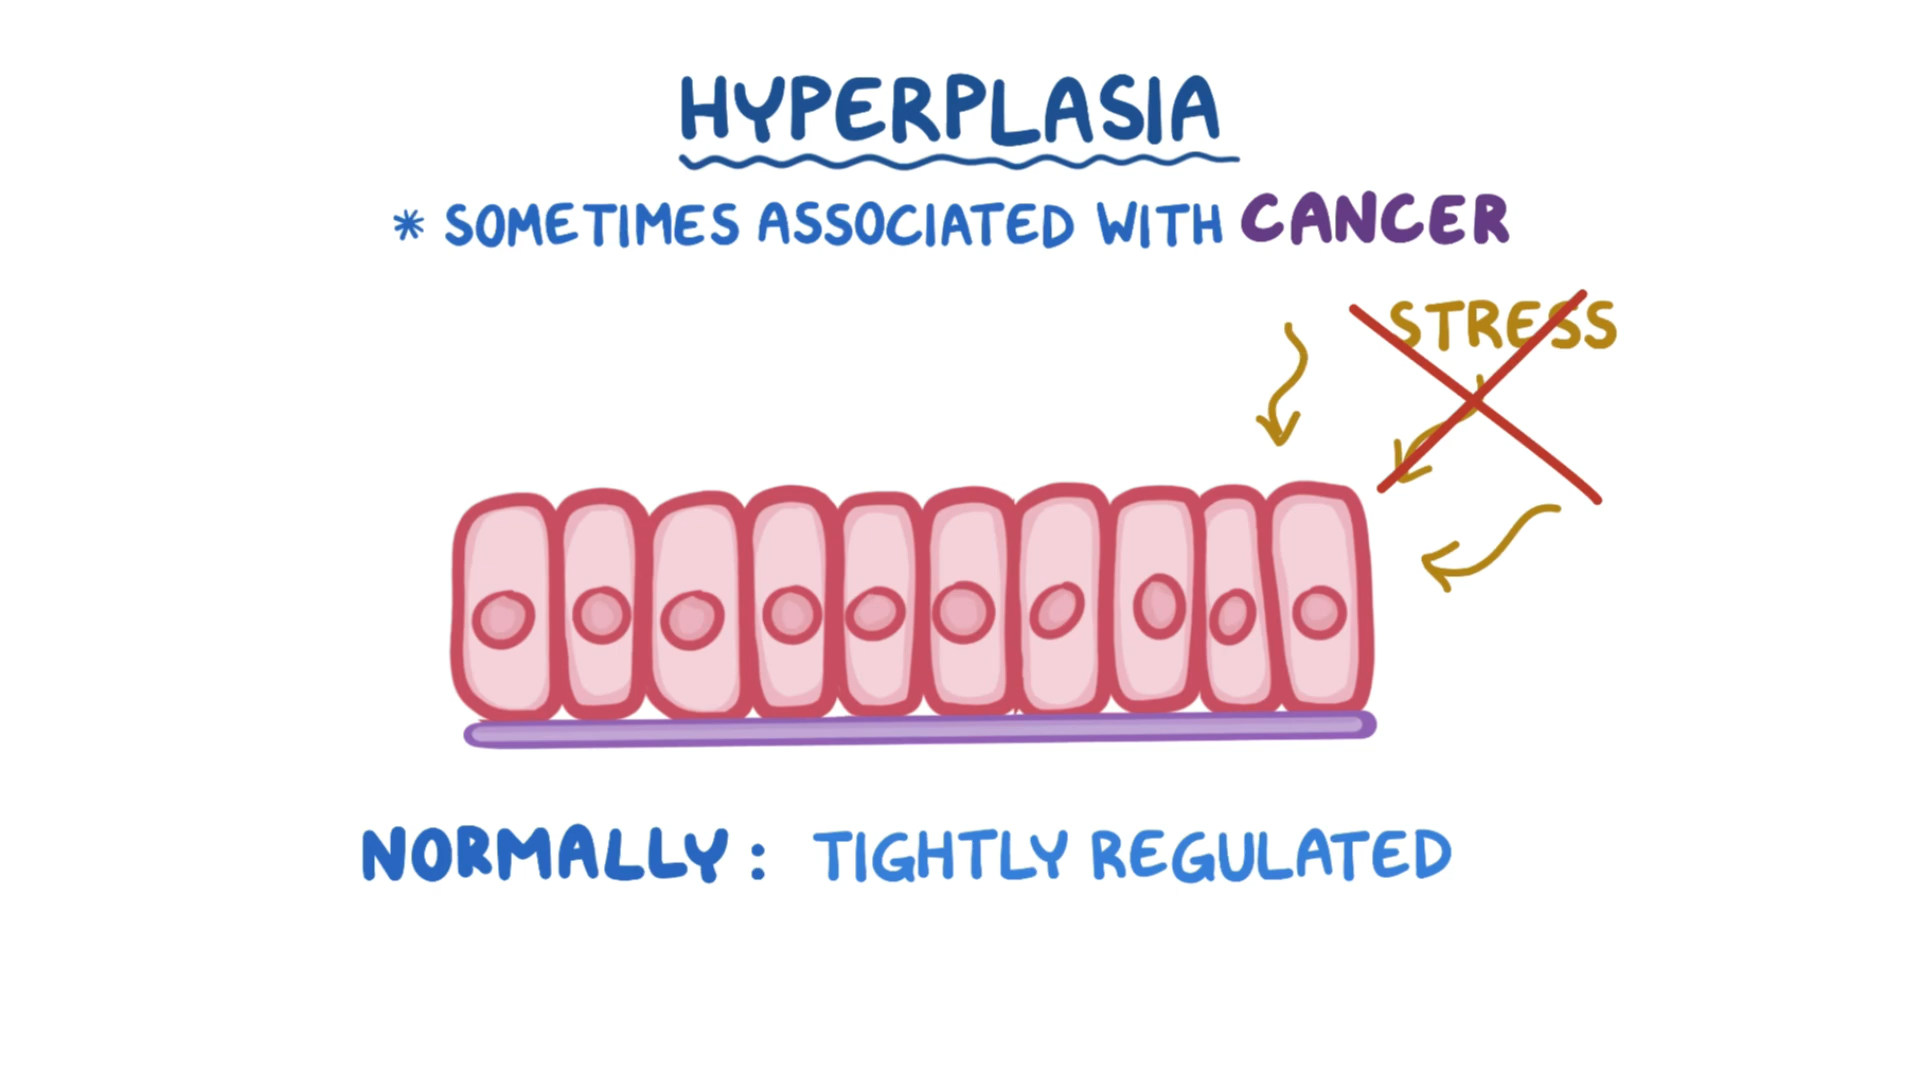 HYPERPLASIA
* SOMETIMES ASSOCIATED WITH CANCER
STRESS
NORMALLY: TIGHTLY REGULATED